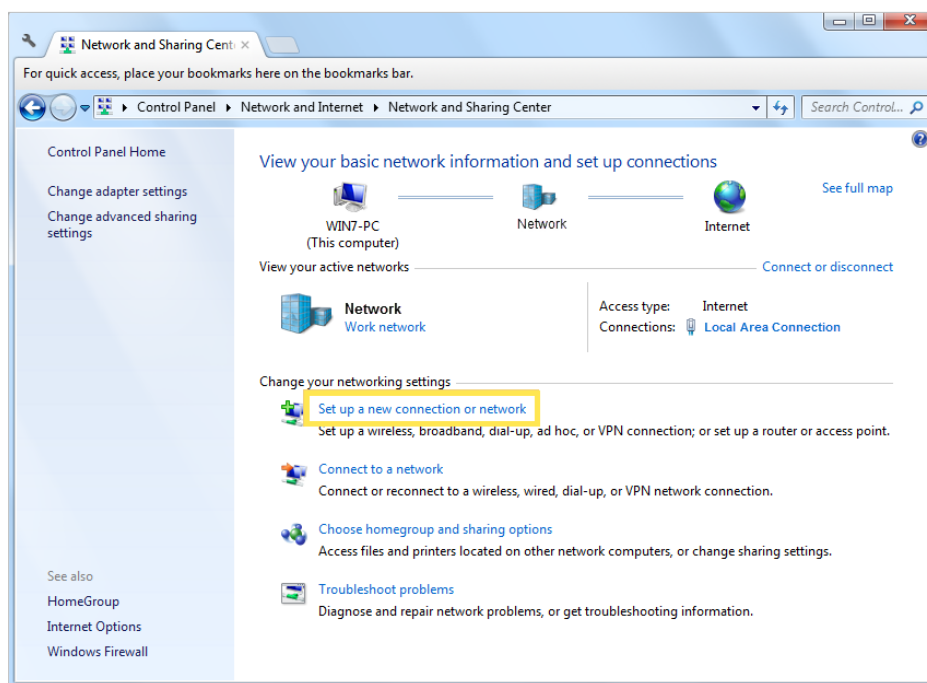 Network and Sharing Cent
For quick access, place your bookmarks here on the bookmarks bar.
Control Panel Network and Internet Network and Sharing Center
Search Control...
Control Panel Home
Change adapter settings
Change advanced sharing
settings
See also
HomeGroup
Internet Options
Windows Firewall
View your basic network information and set up connections
See full map
WIN7-PC
(This computer)
Network
Internet
View your active networks
Connect or disconnect
Network
Work network
Access type: Internet
Connections: Local Area Connection
Change your networking settings
Set up a new connection or network
Set up a wireless, broadband, dial-up, ad hoc, or VPN connection; or set up a router or access point.
Connect to a network
Connect or reconnect to a wireless, wired, dial-up, or VPN network connection.
Choose homegroup and sharing options
Access files and printers located on other network computers, or change sharing settings.
Troubleshoot problems
Diagnose and repair network problems, or get troubleshooting information.